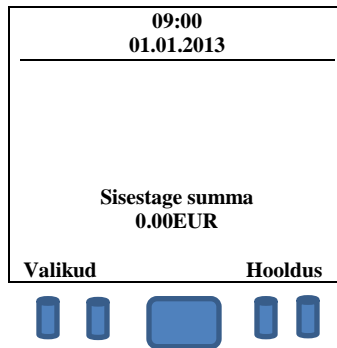 09:00
01.01.2013
Sisestage summa
0.00EUR
Valikud Hooldus